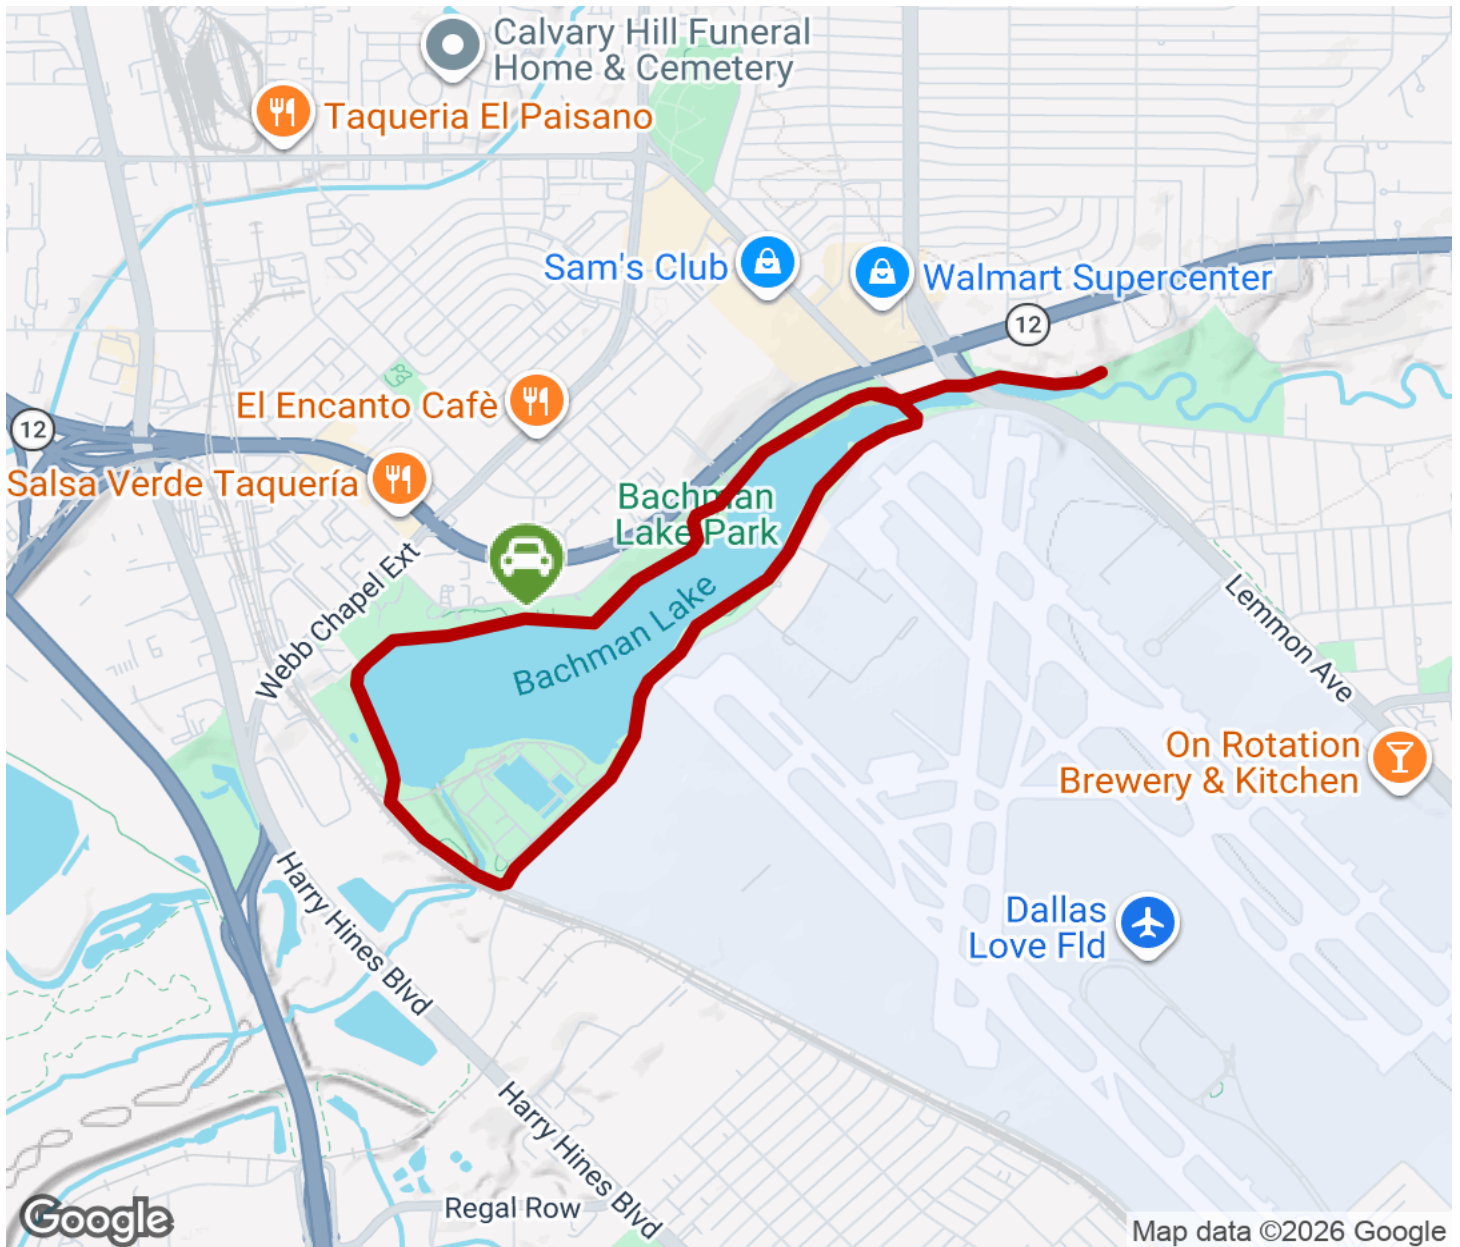 Calvary Hill Funeral
Home & Cemetery
Taqueria El Paisano
Sam's Club
Walmart Supercenter
12
El Encanto Cafè
12
Salsa Verde Taquería
Bachman
Lake Park
Webb Chapel Ext
Bachman Lake
Lemmon Ave
On Rotation
Brewery & Kitchen
Harry Hines Blvd
Dallas
Love Fld
Harry Hines Blvd
Regal Row
Google
Map data ©2026 Google